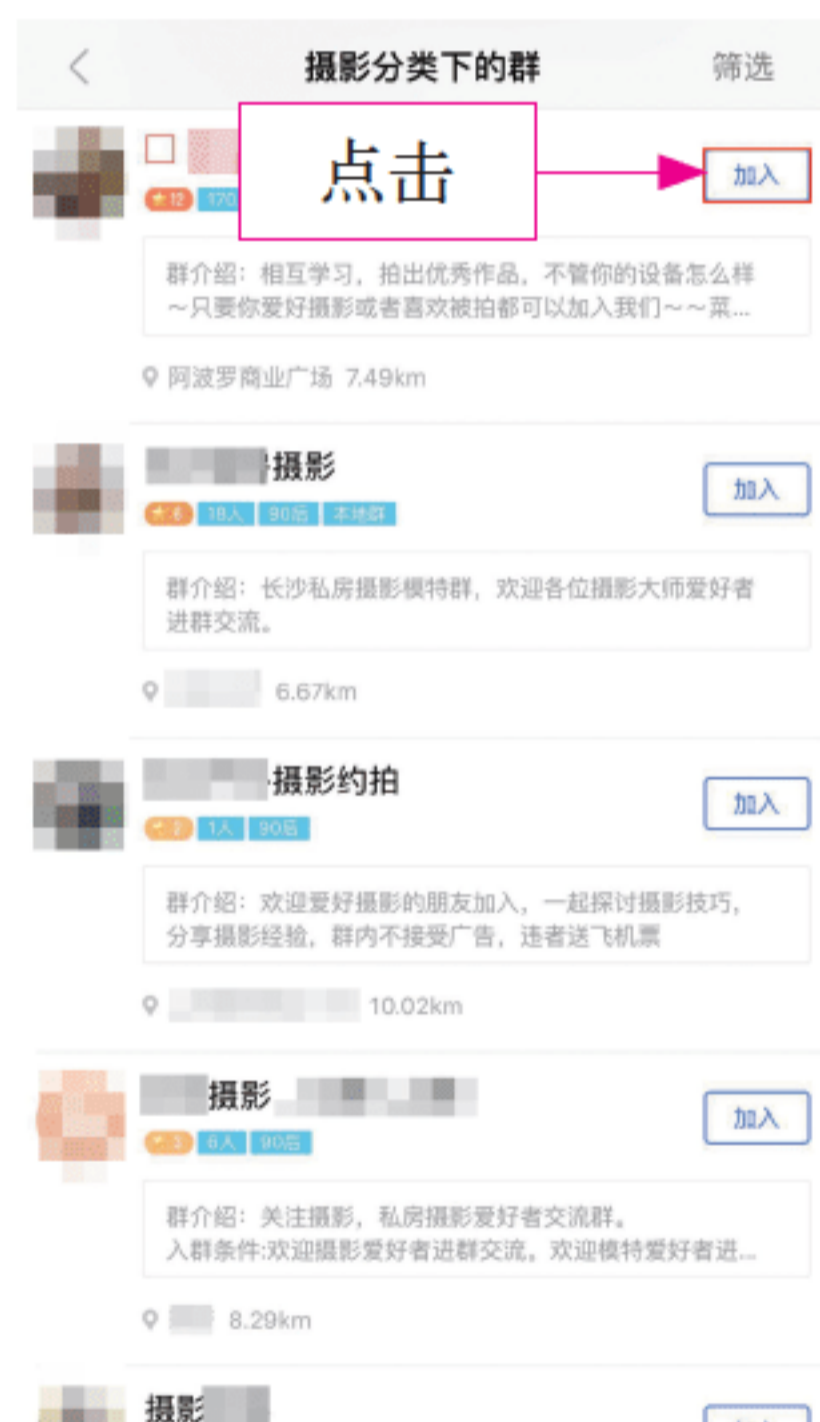 摄影分类下的群
筛选
点击
加入
12 170
群介绍：相互学习，拍出优秀作品，不管你的设备怎么样
～只要你爱好摄影或者喜欢被拍都可以加入我们～～菜...
阿波罗商业广场 7.49km
摄影
加入
6 18人 90后 本地群
群介绍：长沙私房摄影模特群，欢迎各位摄影大师爱好者
进群交流。
6.67km
摄影约拍
加入
2 1人 90后
群介绍：欢迎爱好摄影的朋友加入，一起探讨摄影技巧，
分享摄影经验，群内不接受广告，违者送飞机票
10.02km
摄影
加入
3 6人 90后
群介绍：关注摄影，私房摄影爱好者交流群。
入群条件:欢迎摄影爱好者进群交流，欢迎模特爱好者进...
8.29km
摄影